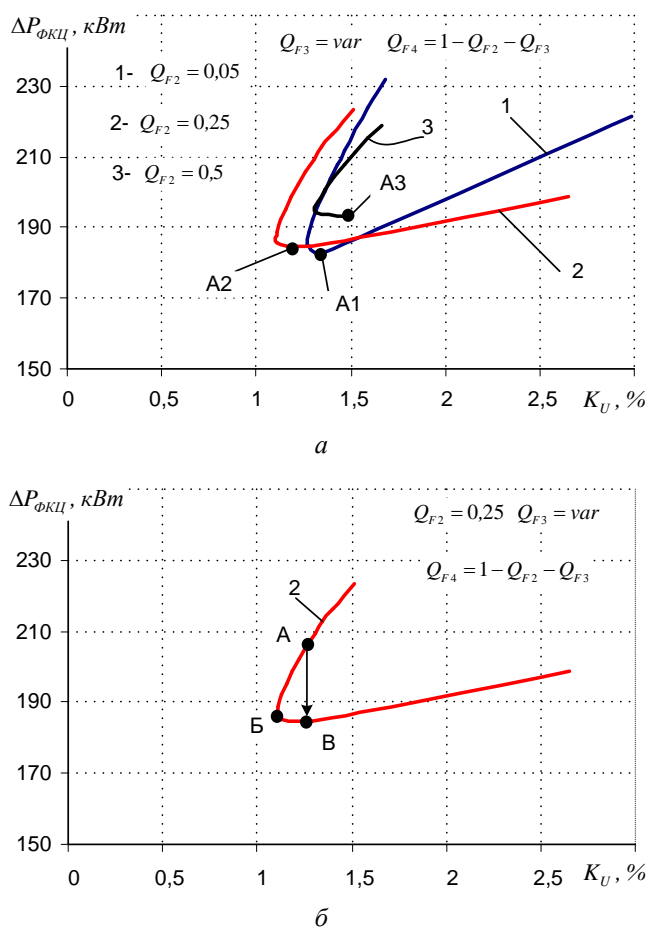 ΔP_ФКЦ , кВт
Q_F3 = var Q_F4 = 1 – Q_F2 – Q_F3
230
1- Q_F2 = 0,05
1
3
2- Q_F2 = 0,25
210
3- Q_F2 = 0,5
A3
190
A2
A1
2
170
150
0 0,5 1 1,5 2 2,5 K_U , %
а
ΔP_ФКЦ , кВт
Q_F2 = 0,25 Q_F3 = var
230
Q_F4 = 1 – Q_F2 – Q_F3
2
210
А
190
Б
В
170
150
0 0,5 1 1,5 2 2,5 K_U , %
б